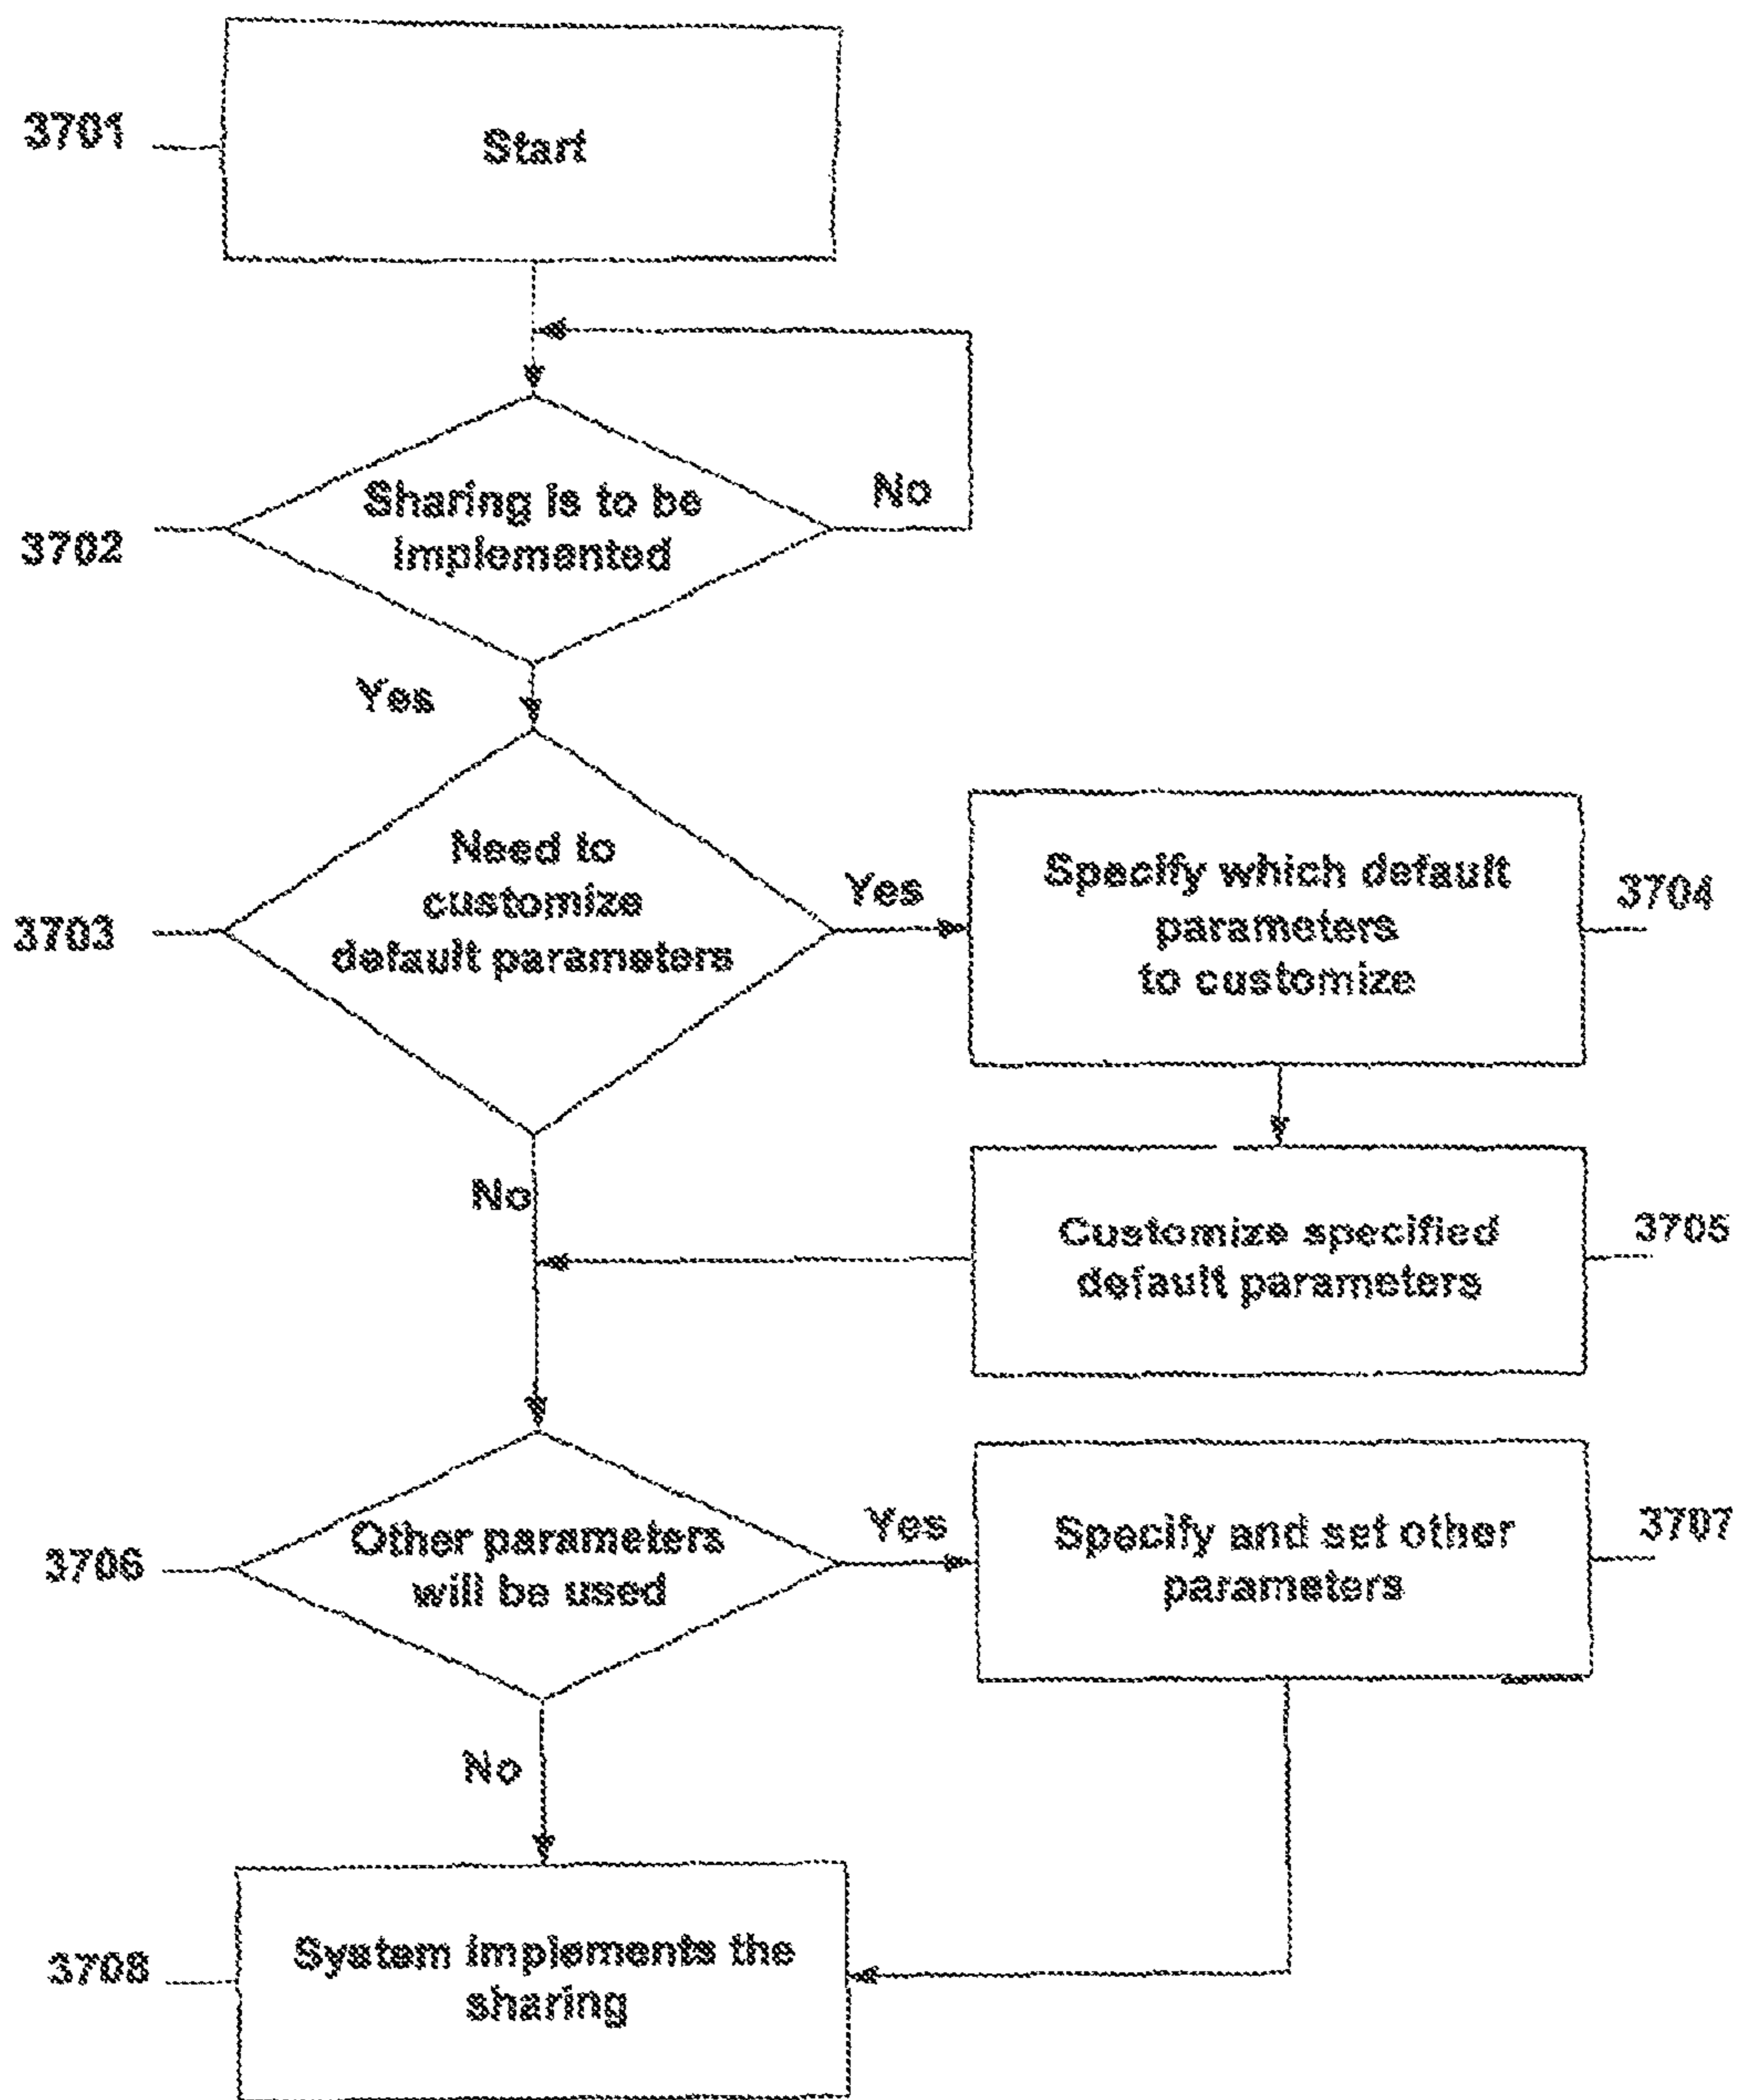 3701
Start
No
3702
Sharing is to be
implemented
Yes
3703
Need to
customize
default parameters
Yes
Specify which default
parameters
to customize
3704
No
Customize specified
default parameters
3705
3706
Other parameters
will be used
Yes
Specify and set other
parameters
3707
No
3708
System implements the
sharing